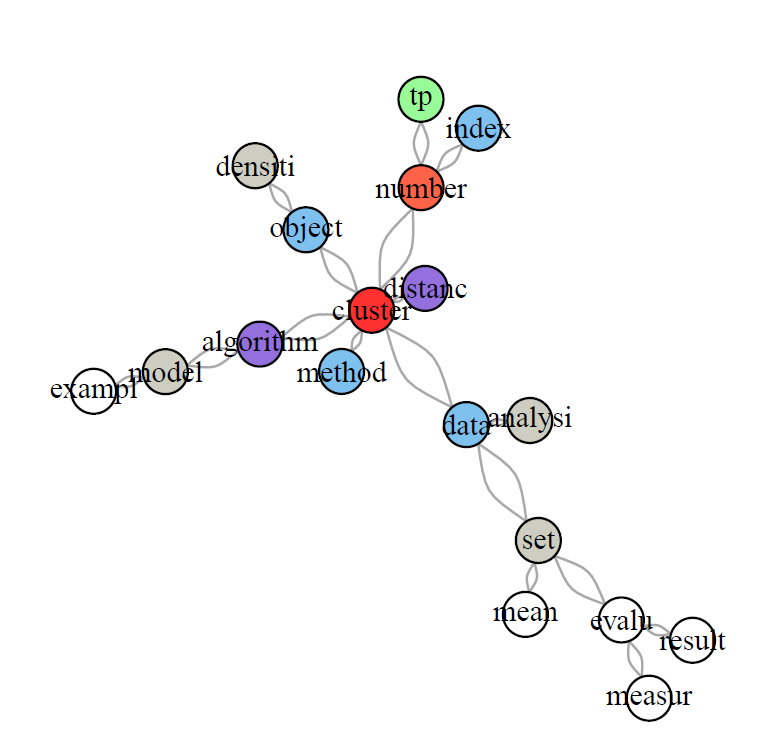 tp
index
densiti
number
object
distanc
cluster
algorithm
method
model
exampl
data
analysi
set
mean
evalu
result
measur